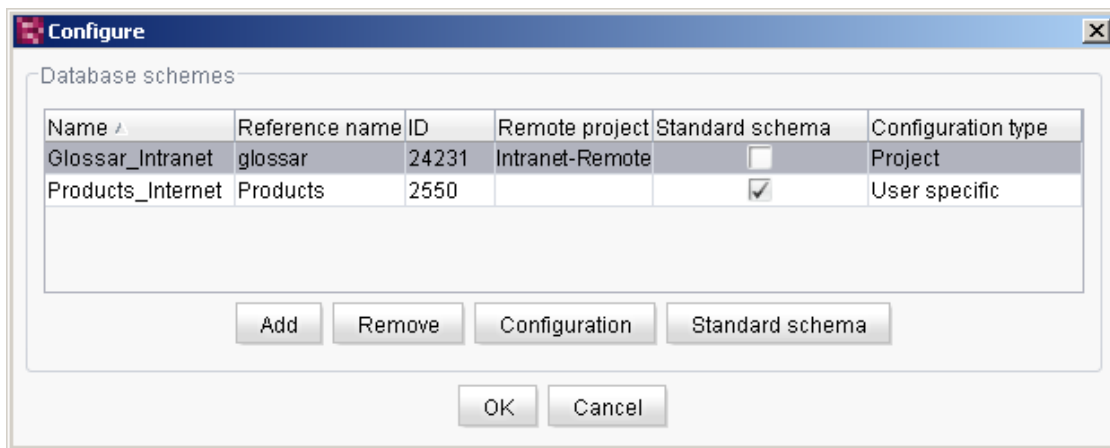 Configure
Database schemes
Name Reference name ID Remote project Standard schema Configuration type
Glossar_Intranet glossar 24231 Intranet-Remote Project
Products_Internet Products 2550 User specific
Add Remove Configuration Standard schema
OK Cancel